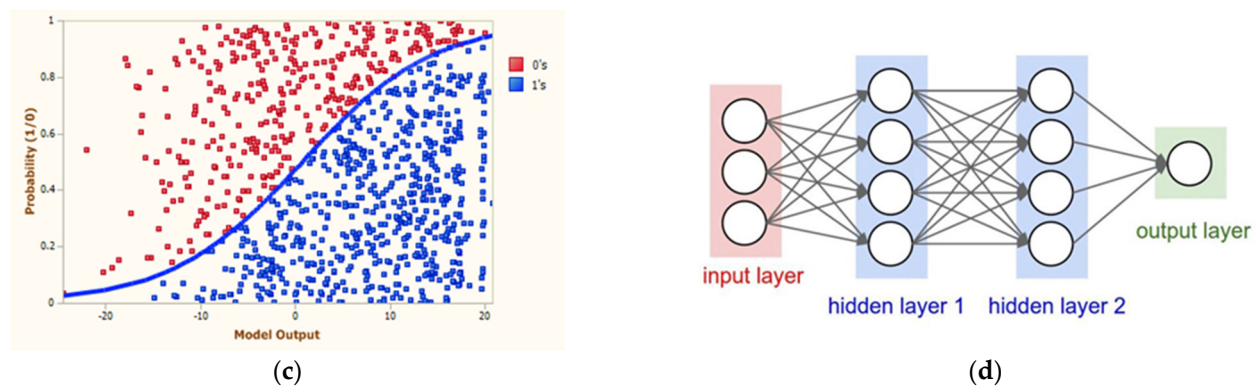 1
0.8
0.6
0.4
0.2
0
Probability (1/0)
-20
-10
0
10
20
Model Output
0's
1's
(c)
input layer
hidden layer 1
hidden layer 2
output layer
(d)